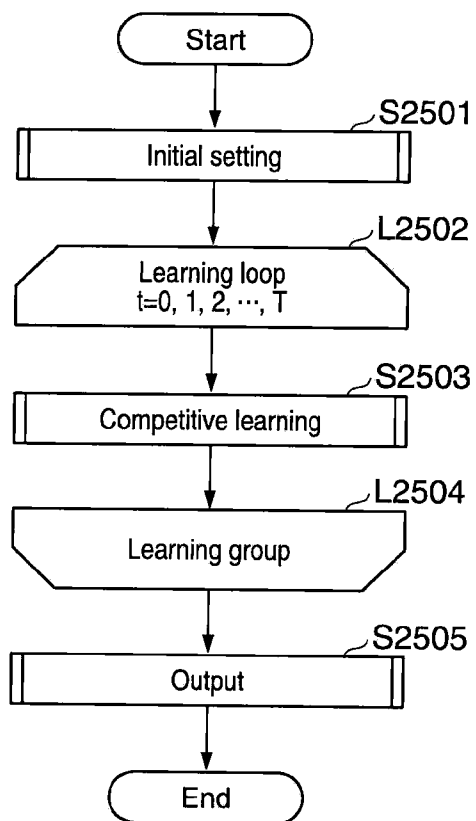 Start
S2501
Initial setting
L2502
Learning loop
t=0, 1, 2, ···, T
S2503
Competitive learning
L2504
Learning group
S2505
Output
End